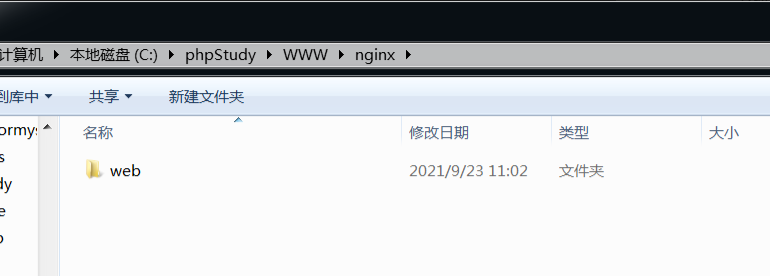 计算机 ▸ 本地磁盘 (C:) ▸ phpStudy ▸ WWW ▸ nginx ▸
到库中 共享 新建文件夹
名称 修改日期 类型 大小
ormys
s
web 2021/9/23 11:02 文件夹
dy
e